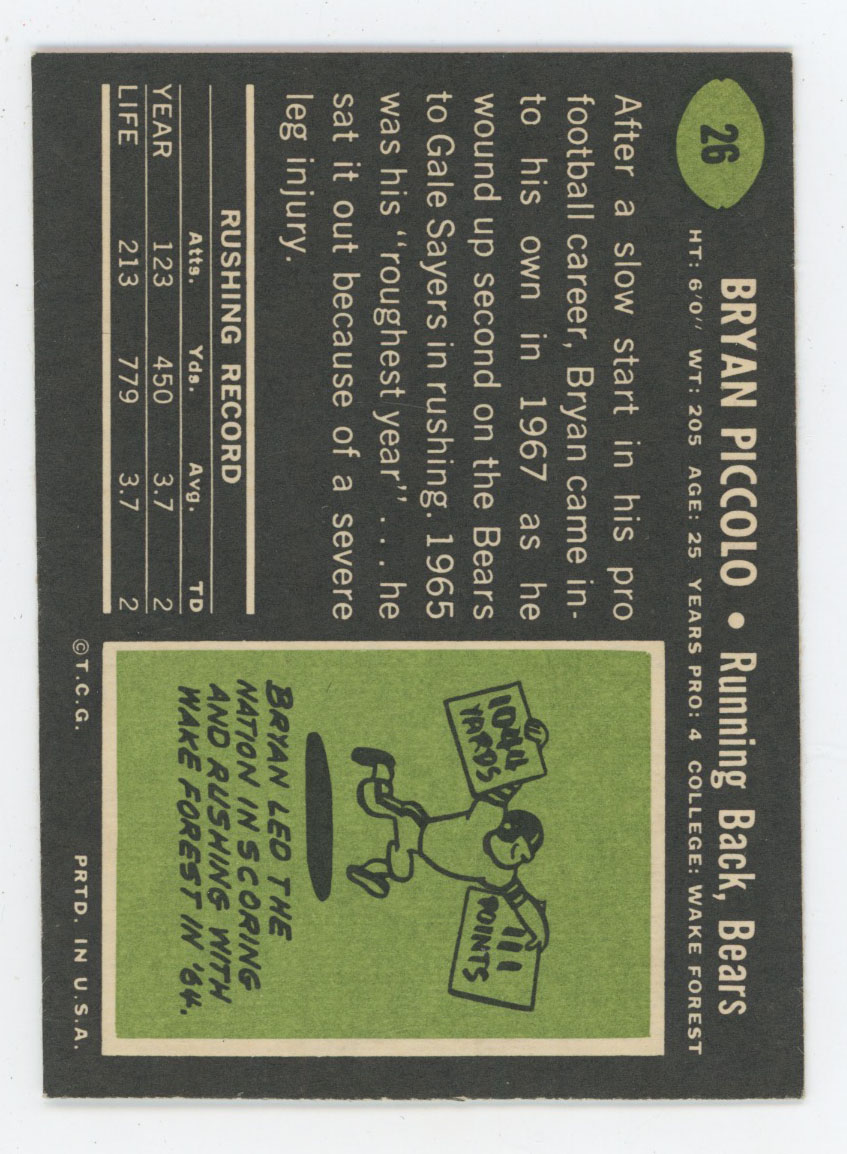 26
BRYAN PICCOLO • Running Back, Bears
HT: 6'0" WT: 205 AGE: 25 YEARS PRO: 4 COLLEGE: WAKE FOREST
After a slow start in his pro
football career, Bryan came in-
to his own in 1967 as he
wound up second on the Bears
to Gale Sayers in rushing. 1965
was his "roughest year" . . . he
sat it out because of a severe
leg injury.
RUSHING RECORD
Atts. Yds. Avg. TD
YEAR 123 450 3.7 2
LIFE 213 779 3.7 2
1044
YARDS
111
POINTS
BRYAN LED THE
NATION IN SCORING
AND RUSHING WITH
WAKE FOREST IN '64.
© T.C.G. PRTD. IN U.S.A.